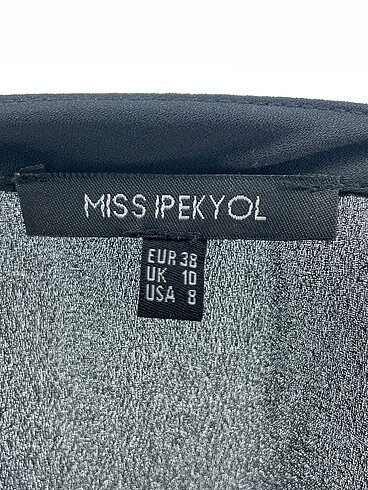 MISS IPEKYOL
EUR 38
UK 10
USA 8